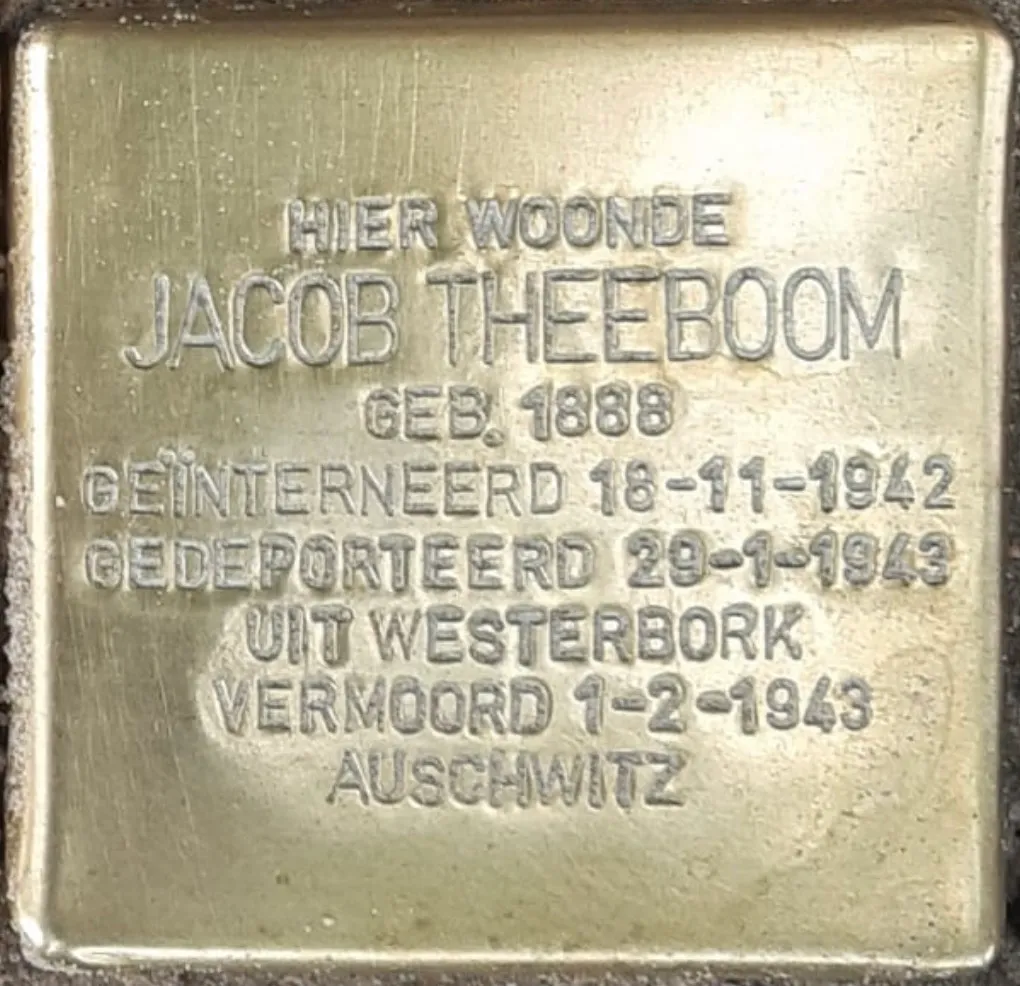 HIER WOONDE
JACOB THEEBOOM
GEB. 1888
GEÏNTERNEERD 18-11-1942
GEDEPORTEERD 29-1-1943
UIT WESTERBORK
VERMOORD 1-2-1943
AUSCHWITZ